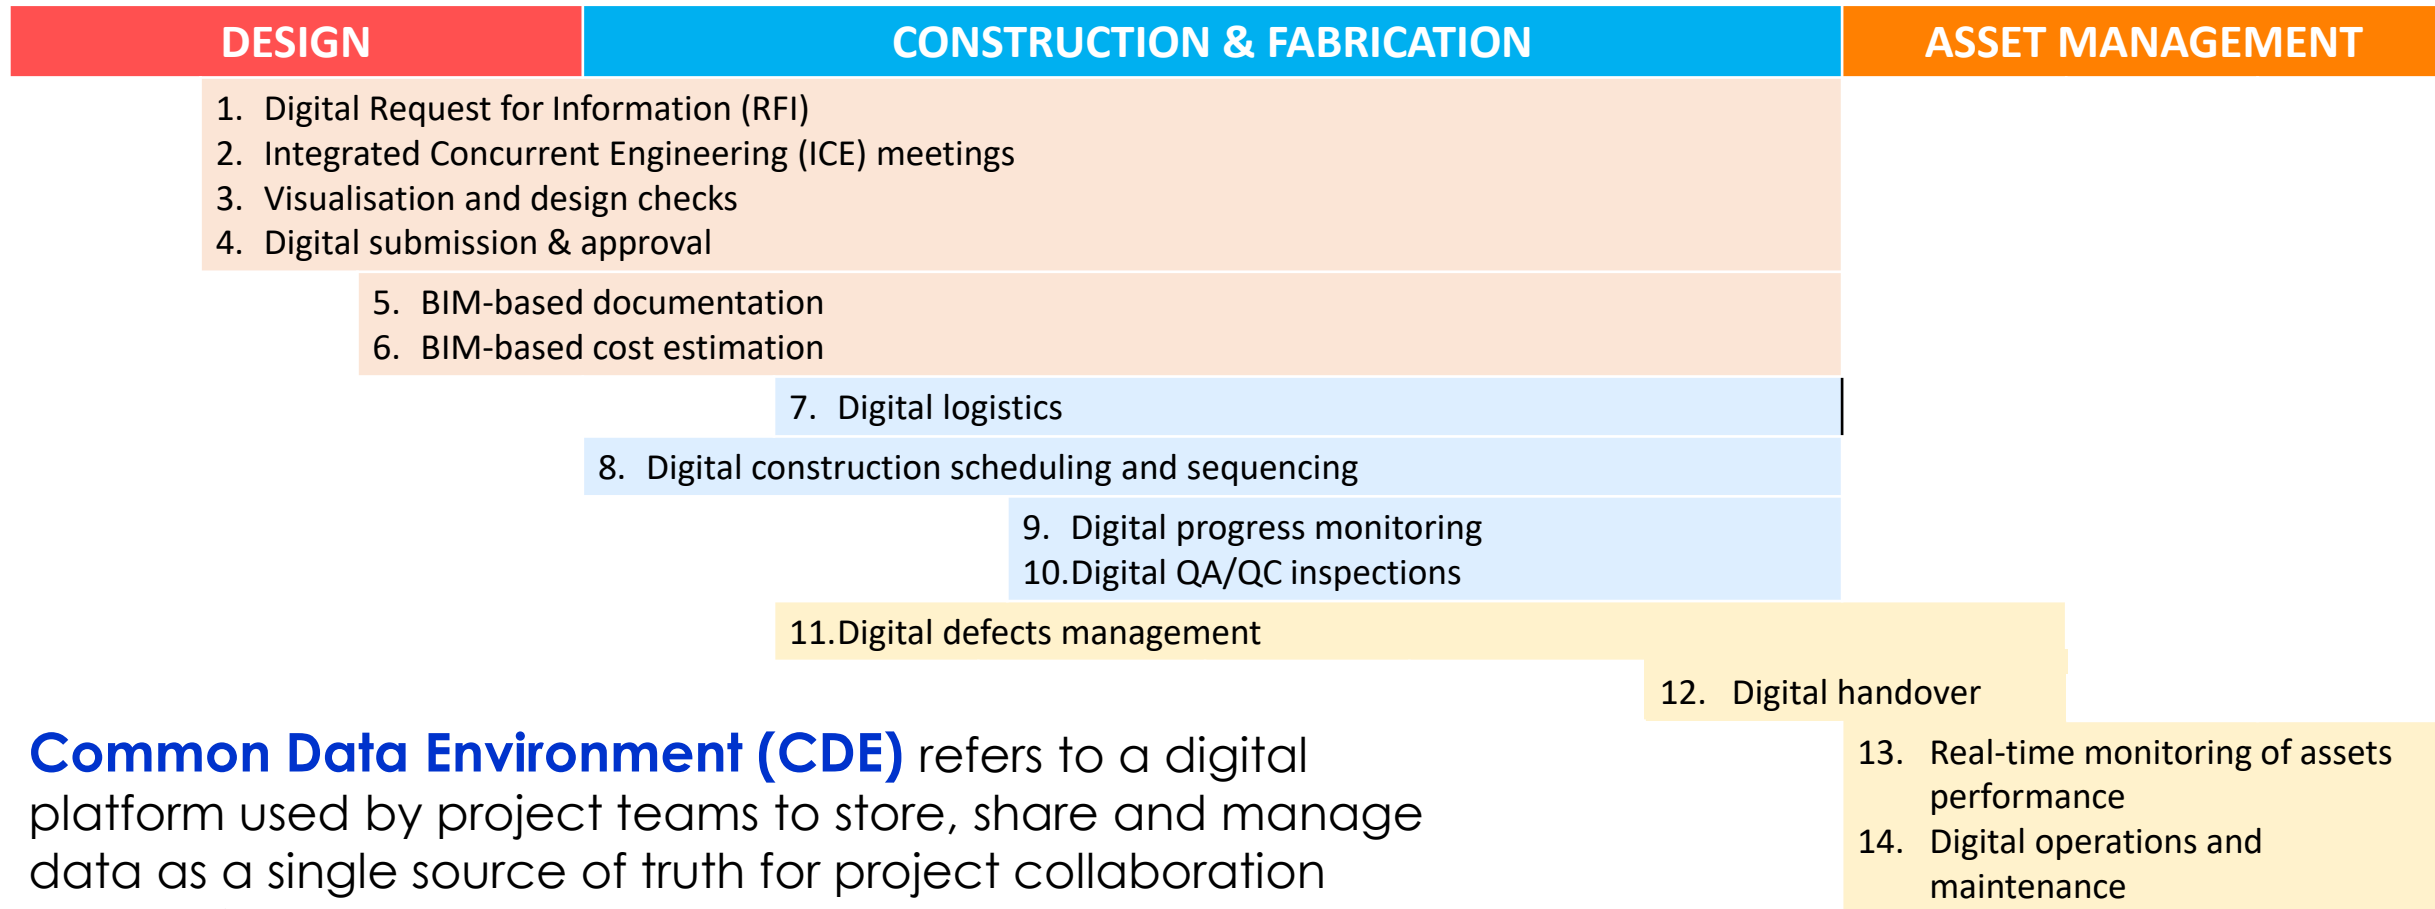 DESIGN
CONSTRUCTION & FABRICATION
ASSET MANAGEMENT
1. Digital Request for Information (RFI)
2. Integrated Concurrent Engineering (ICE) meetings
3. Visualisation and design checks
4. Digital submission & approval
5. BIM-based documentation
6. BIM-based cost estimation
7. Digital logistics
8. Digital construction scheduling and sequencing
9. Digital progress monitoring
10.Digital QA/QC inspections
11.Digital defects management
12. Digital handover
Common Data Environment (CDE) refers to a digital
platform used by project teams to store, share and manage
data as a single source of truth for project collaboration
13. Real-time monitoring of assets
performance
14. Digital operations and
maintenance